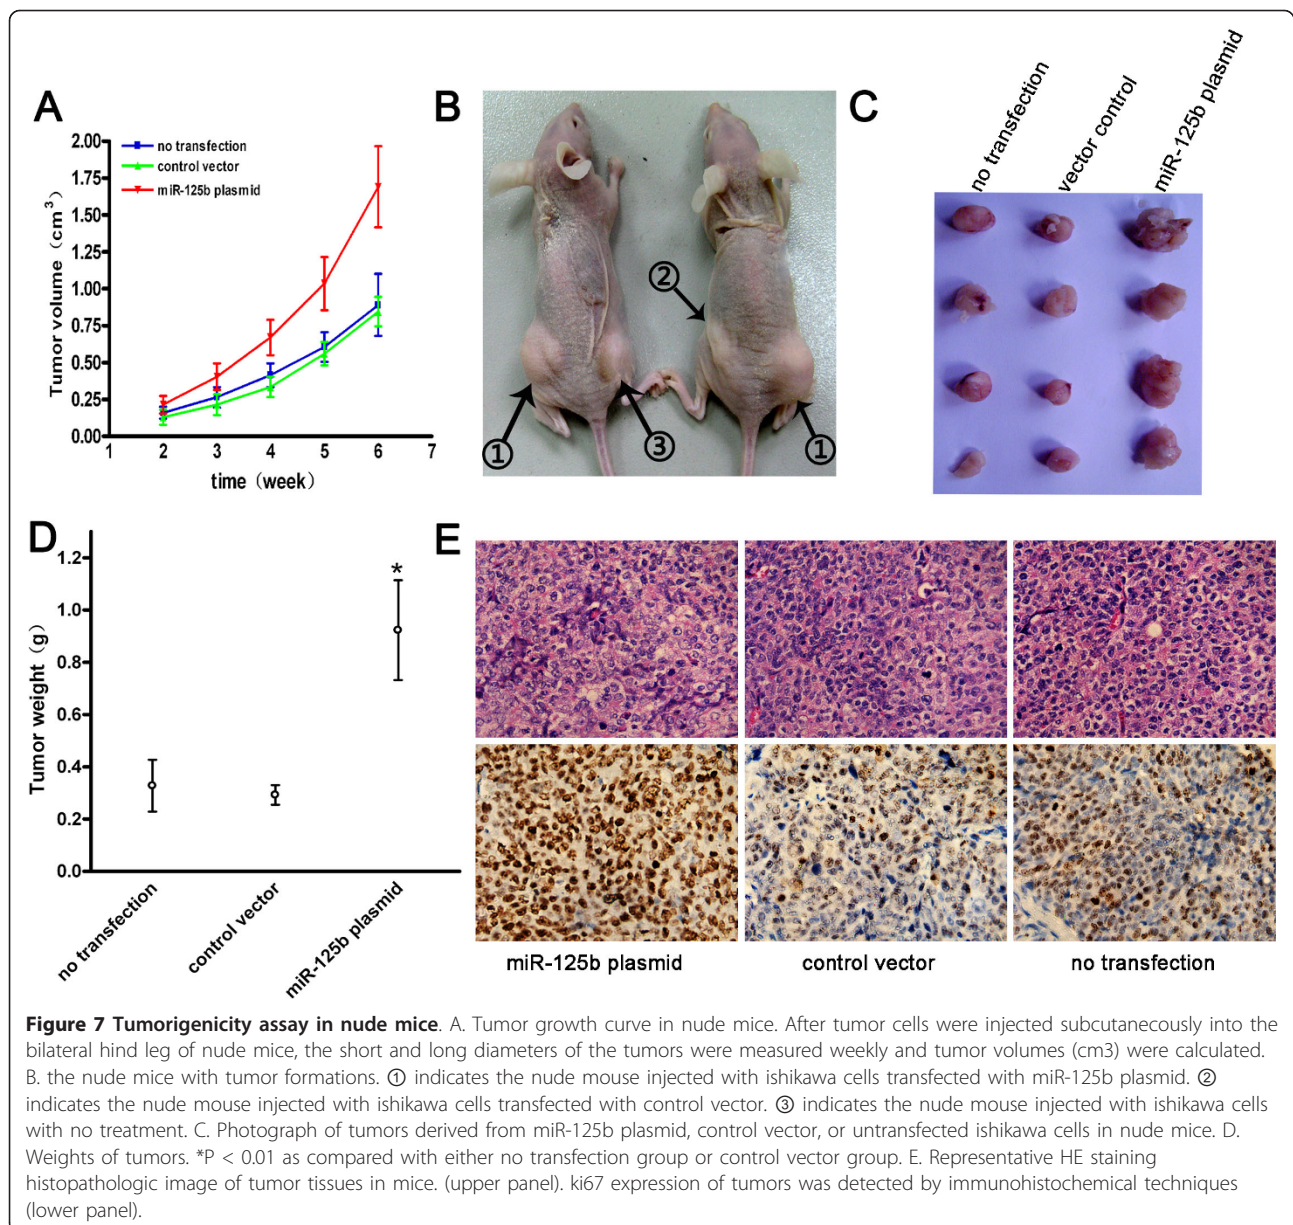 A
no transfection
control vector
miR-125b plasmid
2.00
1.75
1.50
1.25
1.00
0.75
0.50
0.25
0.00
Tumor volume (cm³)
1 2 3 4 5 6 7
time (week)
B
②
① ③ ①
C
no transfection
vector control
miR-125b plasmid
D
1.2
1.0
0.8
0.6
0.4
0.2
0.0
Tumor weight (g)
*
no transfection
control vector
miR-125b plasmid
E
miR-125b plasmid control vector no transfection
Figure 7 Tumorigenicity assay in nude mice. A. Tumor growth curve in nude mice. After tumor cells were injected subcutanecously into the
bilateral hind leg of nude mice, the short and long diameters of the tumors were measured weekly and tumor volumes (cm3) were calculated.
B. the nude mice with tumor formations. ① indicates the nude mouse injected with ishikawa cells transfected with miR-125b plasmid. ②
indicates the nude mouse injected with ishikawa cells transfected with control vector. ③ indicates the nude mouse injected with ishikawa cells
with no treatment. C. Photograph of tumors derived from miR-125b plasmid, control vector, or untransfected ishikawa cells in nude mice. D.
Weights of tumors. *P < 0.01 as compared with either no transfection group or control vector group. E. Representative HE staining
histopathologic image of tumor tissues in mice. (upper panel). ki67 expression of tumors was detected by immunohistochemical techniques
(lower panel).